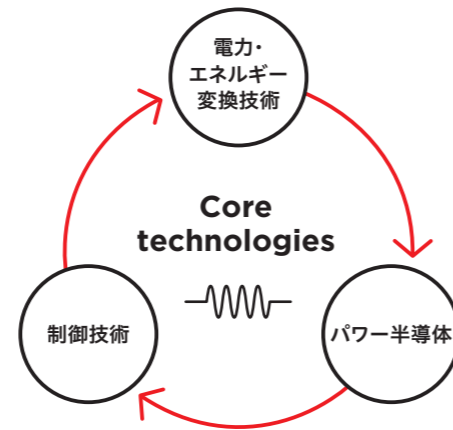 電力・
エネルギー
変換技術
Core
technologies
制御技術
パワー半導体